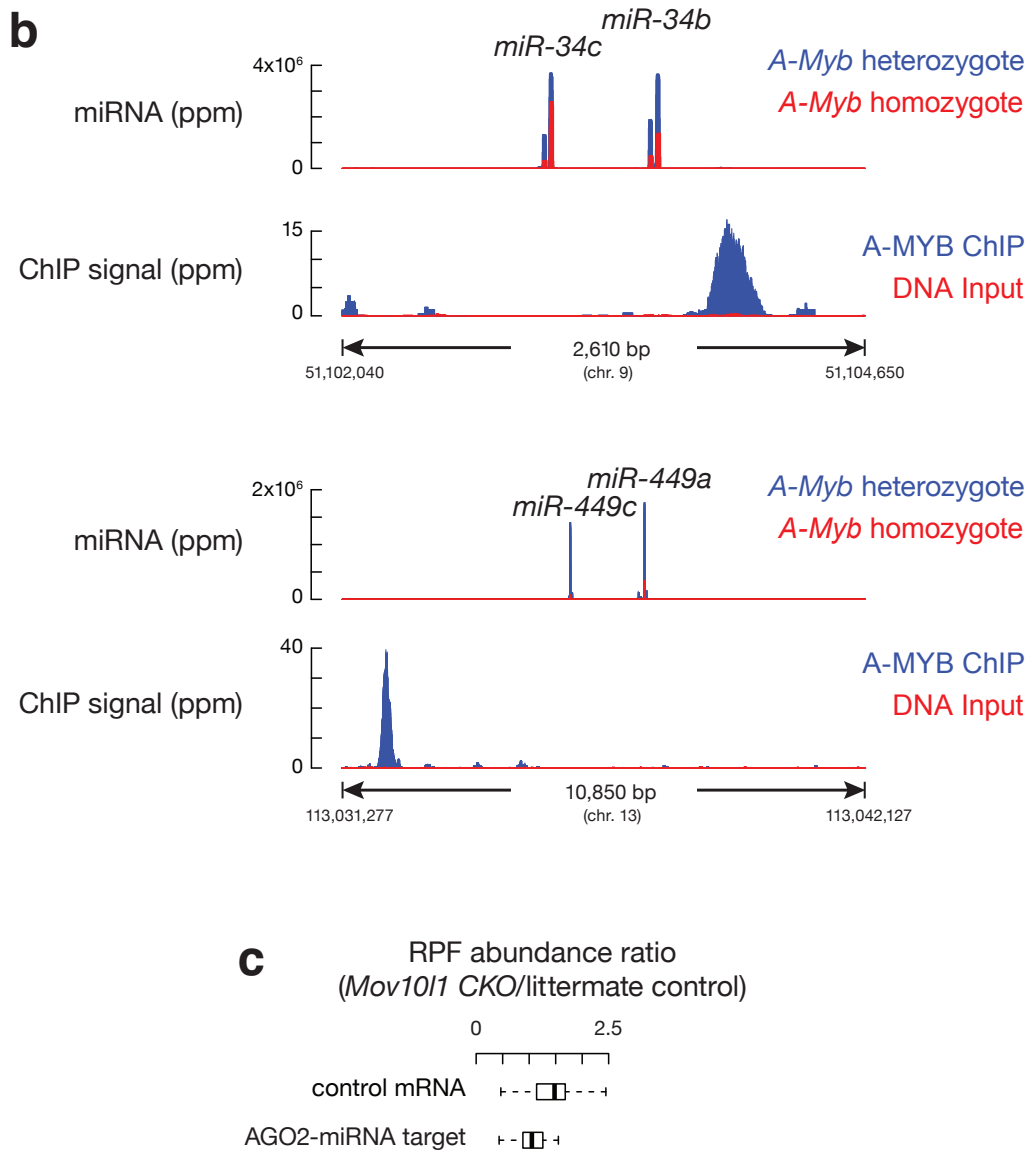 b
miR-34c
miR-34b
A-Myb heterozygote
A-Myb homozygote
miRNA (ppm)
4x10⁶
0
ChIP signal (ppm)
15
0
A-MYB ChIP
DNA Input
2,610 bp
(chr. 9)
51,102,040
51,104,650
miR-449c
miR-449a
A-Myb heterozygote
A-Myb homozygote
miRNA (ppm)
2x10⁶
0
ChIP signal (ppm)
40
20
0
A-MYB ChIP
DNA Input
10,850 bp
(chr. 13)
113,031,277
113,042,127
c
RPF abundance ratio
(Mov10l1 CKO/littermate control)
0 2.5
control mRNA
AGO2-miRNA target